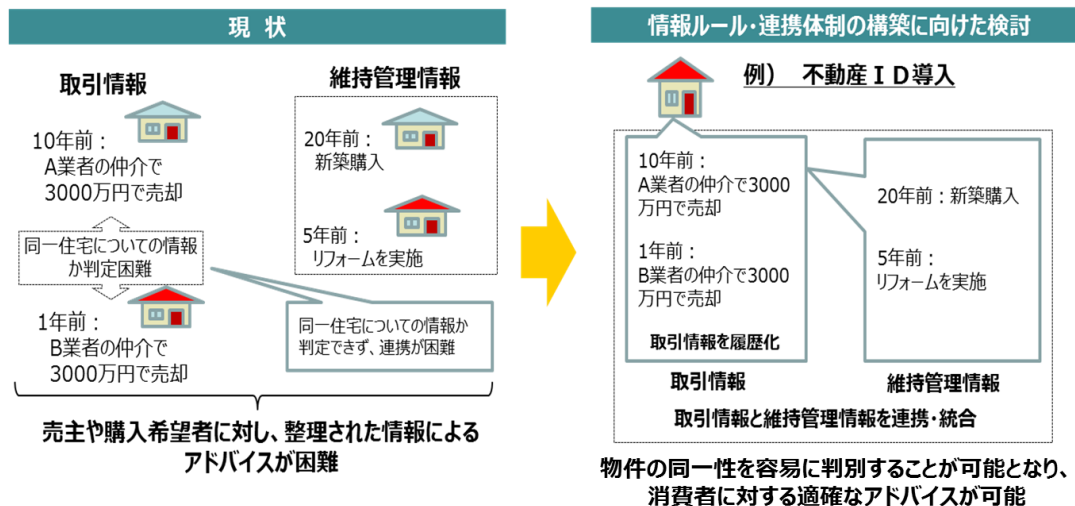 現 状
取引情報
10年前：
A業者の仲介で
3000万円で売却
同一住宅についての情報
か判定困難
1年前：
B業者の仲介で
3000万円で売却
維持管理情報
20年前：
新築購入
5年前：
リフォームを実施
同一住宅についての情報か
判定できず、連携が困難
売主や購入希望者に対し、整理された情報による
アドバイスが困難
情報ルール・連携体制の構築に向けた検討
例） 不動産ＩＤ導入
10年前：
A業者の仲介で3000
万円で売却
1年前：
B業者の仲介で3000
万円で売却
取引情報を履歴化
取引情報
20年前：新築購入
5年前：
リフォームを実施
維持管理情報
取引情報と維持管理情報を連携・統合
物件の同一性を容易に判別することが可能となり、
消費者に対する適確なアドバイスが可能